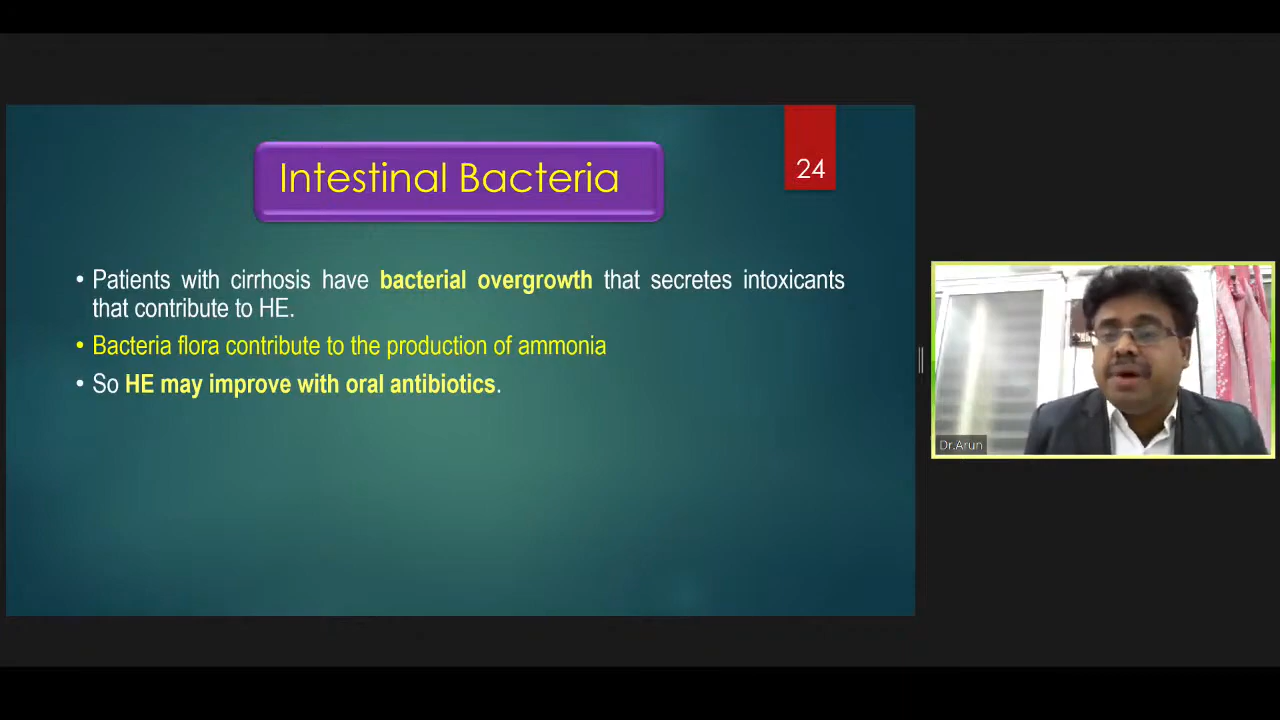 Intestinal Bacteria
24
• Patients with cirrhosis have bacterial overgrowth that secretes intoxicants
that contribute to HE.
• Bacteria flora contribute to the production of ammonia
• So HE may improve with oral antibiotics.
Dr.Arun